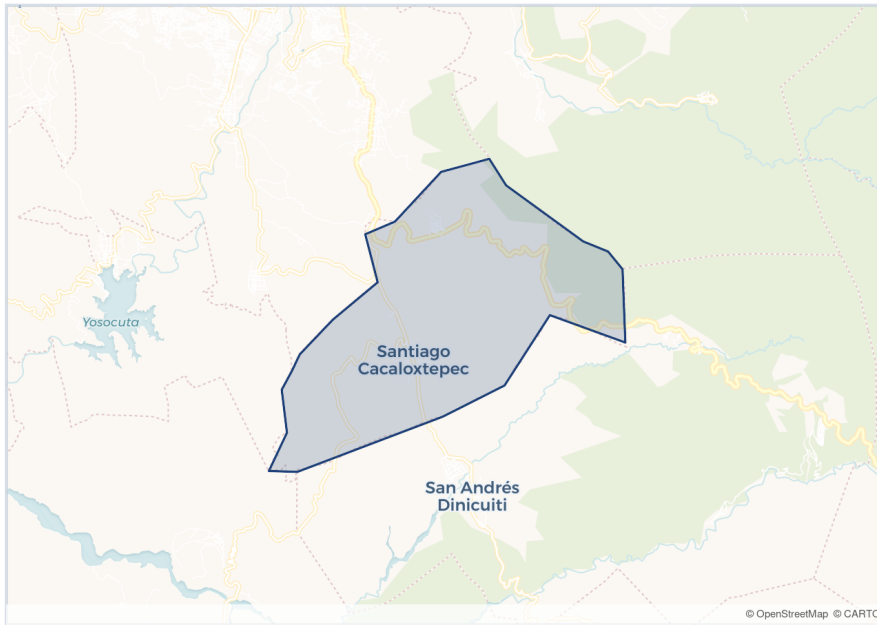 Yosocuta
Santiago
Cacaloxtepec
San Andrés
Dinicuiti
© OpenStreetMap © CARTO